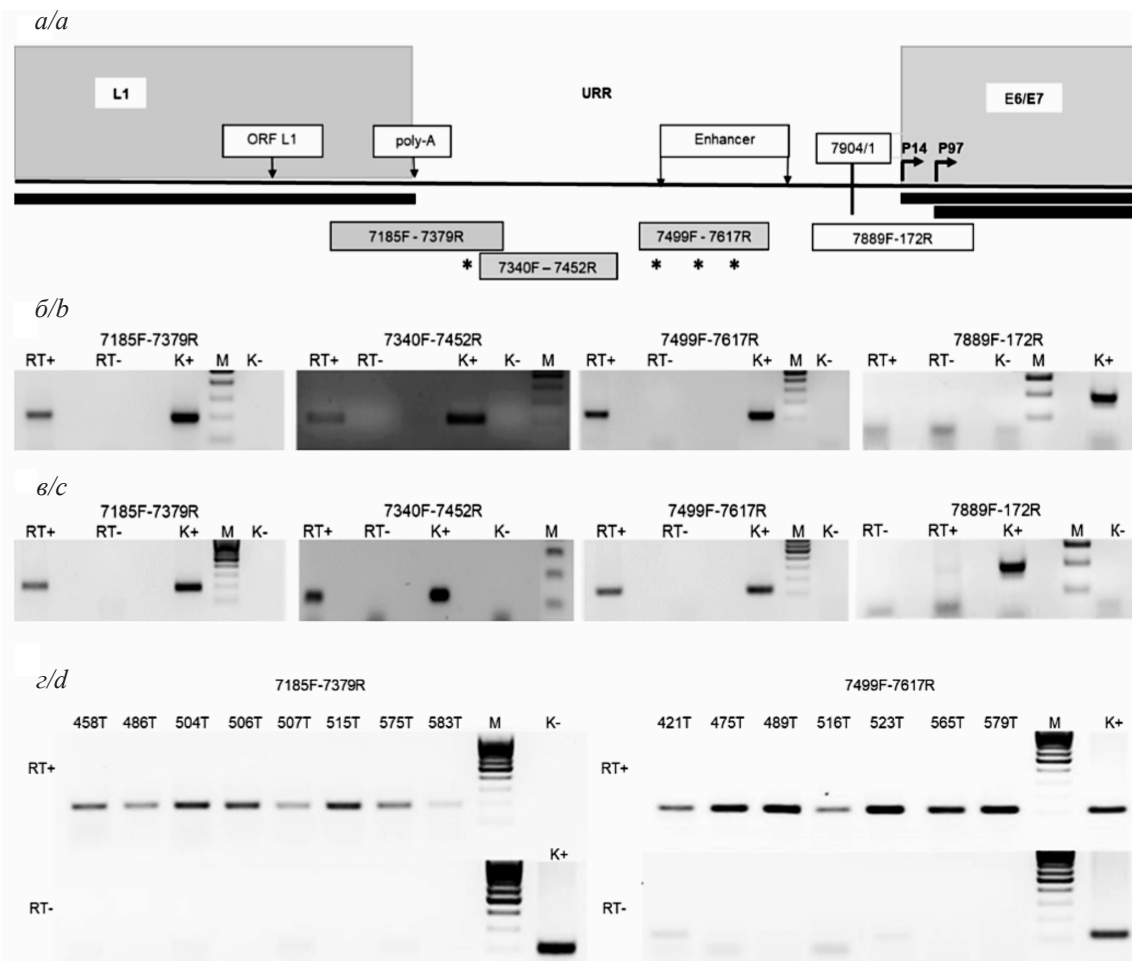 а/a
L1
URR
E6/E7
ORF L1
poly-A
Enhancer
7904/1
P14
P97
7185F - 7379R
7499F - 7617R
7889F-172R
* 7340F – 7452R
* * *
б/b
7185F-7379R
7340F-7452R
7499F-7617R
7889F-172R
RT+ RT- K+ M K-
RT+ RT- K+ K- M
RT+ RT- K+ M K-
RT+ RT- K- M K+
в/c
7185F-7379R
7340F-7452R
7499F-7617R
7889F-172R
RT+ RT- K+ M K-
RT+ RT- K+ K- M
RT+ RT- K+ M K-
RT- RT+ K+ M K-
г/d
7185F-7379R
7499F-7617R
458T 486T 504T 506T 507T 515T 575T 583T M K-
421T 475T 489T 516T 523T 565T 579T M K+
RT+
RT+
K+
RT-
RT-